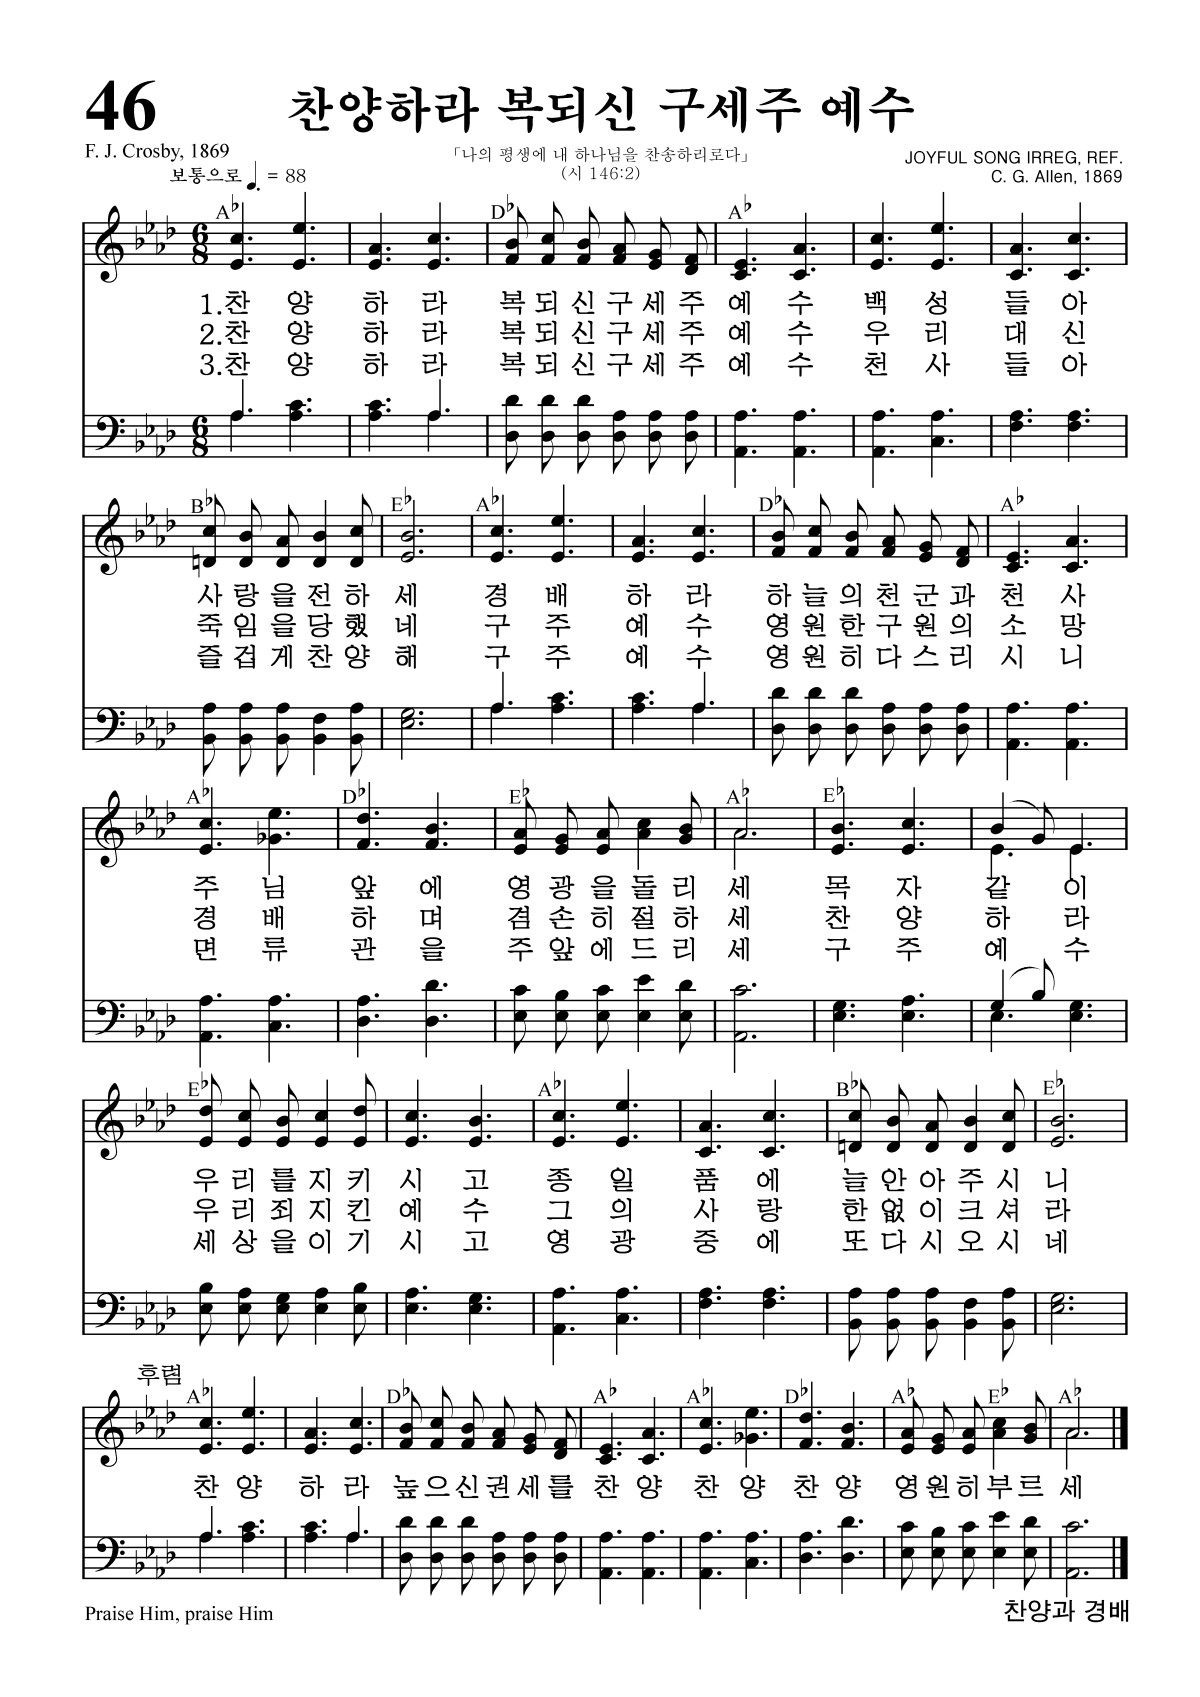 46
찬양하라 복되신 구세주 예수
F. J. Crosby, 1869
「나의 평생에 내 하나님을 찬송하리로다」
JOYFUL SONG IRREG, REF.
보통으로 ♩. = 88
(시 146:2)
C. G. Allen, 1869
A♭ D♭ A♭
6 8
1.찬 양 하 라 복 되 신 구 세 주 예 수 백 성 들 아
2.찬 양 하 라 복 되 신 구 세 주 예 수 우 리 대 신
3.찬 양 하 라 복 되 신 구 세 주 예 수 천 사 들 아
6 8
B♭ E♭ A♭ D♭ A♭
사 랑 을 전 하 세 경 배 하 라 하 늘 의 천 군 과 천 사
죽 임 을 당 했 네 구 주 예 수 영 원 한 구 원 의 소 망
즐 겁 게 찬 양 해 구 주 예 수 영 원 히 다 스 리 시 니
A♭ D♭ E♭ A♭ E♭
주 님 앞 에 영 광 을 돌 리 세 목 자 같 이
경 배 하 며 겸 손 히 절 하 세 찬 양 하 라
면 류 관 을 주 앞 에 드 리 세 구 주 예 수
E♭ A♭ B♭ E♭
우 리 를 지 키 시 고 종 일 품 에 늘 안 아 주 시 니
우 리 죄 지 킨 예 수 그 의 사 랑 한 없 이 크 셔 라
세 상 을 이 기 시 고 영 광 중 에 또 다 시 오 시 네
후렴
A♭ D♭ A♭ A♭ D♭ A♭ E♭ A♭
찬 양 하 라 높 으 신 권 세 를 찬 양 찬 양 찬 양 영 원 히 부 르 세
Praise Him, praise Him
찬양과 경배